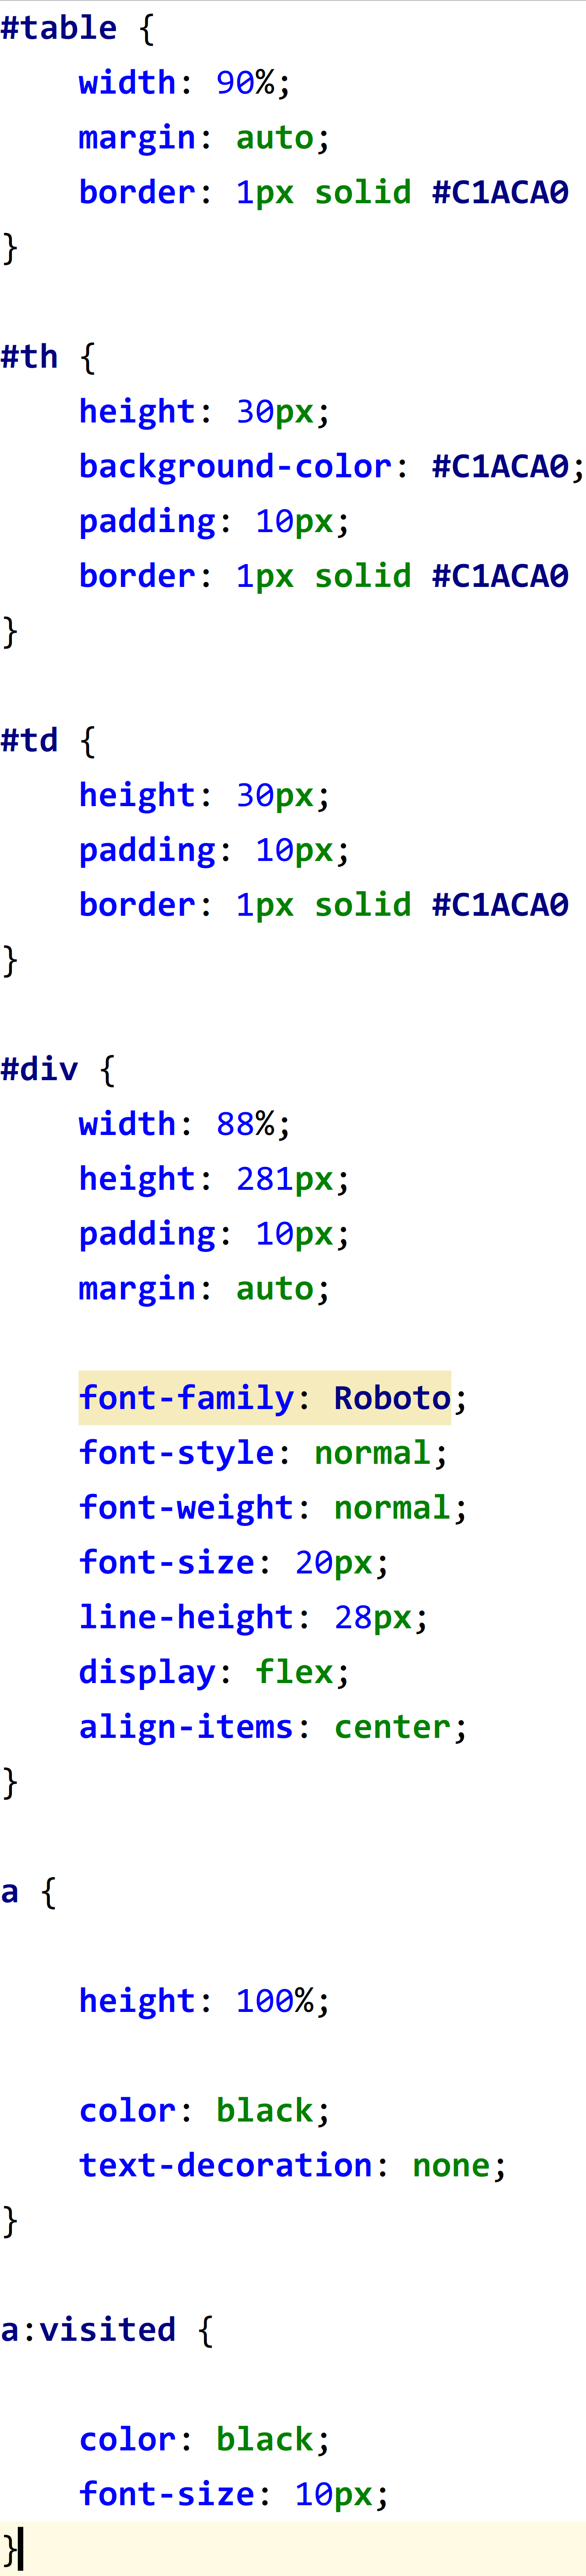 #table {
    width: 90%;
    margin: auto;
    border: 1px solid #C1ACA0
}

#th {
    height: 30px;
    background-color: #C1ACA0;
    padding: 10px;
    border: 1px solid #C1ACA0
}

#td {
    height: 30px;
    padding: 10px;
    border: 1px solid #C1ACA0
}

#div {
    width: 88%;
    height: 281px;
    padding: 10px;
    margin: auto;

    font-family: Roboto;
    font-style: normal;
    font-weight: normal;
    font-size: 20px;
    line-height: 28px;
    display: flex;
    align-items: center;
}

a {

    height: 100%;

    color: black;
    text-decoration: none;
}

a:visited {

    color: black;
    font-size: 10px;
}